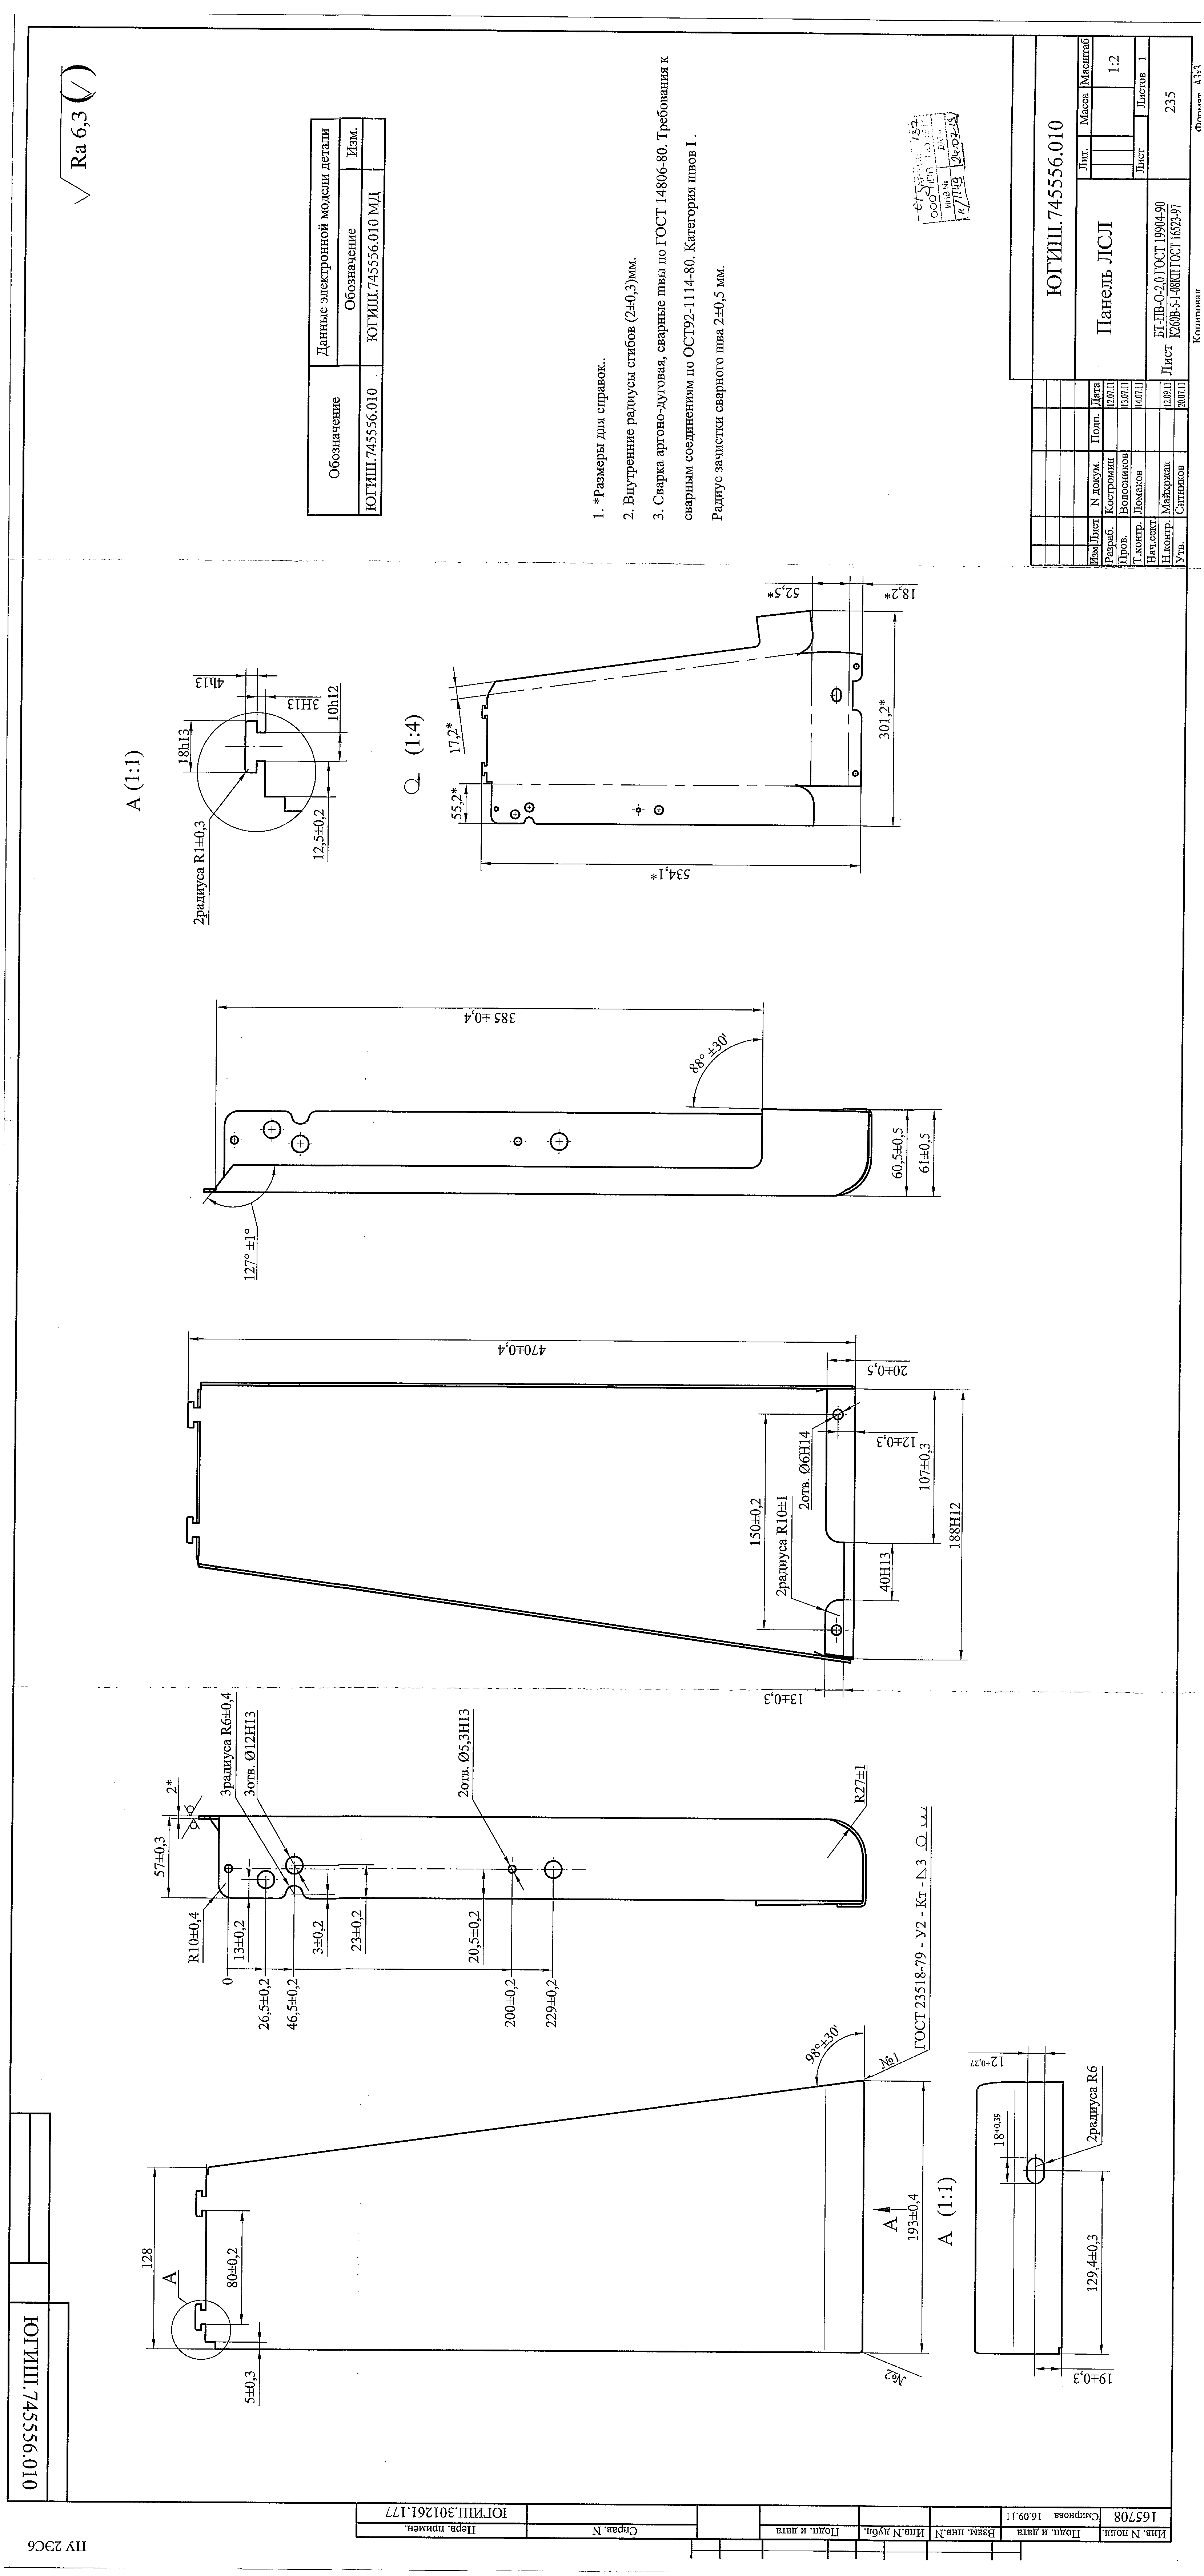 ПУ 2ЭС6
ЮГИШ.745556.010
Ra 6,3 (√)
Перв. примен.
ЮГИШ.301261.177
Справ. N
Подп. и дата
Инв.N дубл.
Взам. инв.N
Подп. и дата
Смирнова 16.09.11
Инв. N подл.
165708
128
А
80±0,2
5±0,3
98°±30'
№1
№2
ГОСТ 23518-79 - У2 - Кт - ⊿3
193±0,4
А
А (1:1)
12+0,27
18+0,39
2радиуса R6
129,4±0,3
19±0,3
57±0,3
2*
3радиуса R6±0,4
3отв. Ø12H13
2отв. Ø5,3H13
R10±0,4
13±0,2
0
26,5±0,2
46,5±0,2
3±0,2
23±0,2
20,5±0,2
200±0,2
229±0,2
R27±1
470±0,4
150±0,2
2отв. Ø6H14
2радиуса R10±1
20±0,5
12±0,3
107±0,3
40H13
188H12
13±0,3
385±0,4
88° ±30'
127° ±1°
60,5±0,5
61±0,5
А (1:1)
18h13
4h13
3H13
10h12
2радиуса R1±0,3
12,5±0,2
(1:4)
17,2*
55,2*
534,1*
301,2*
52,5*
18,2*
Обозначение
Данные электронной модели детали
Обозначение
Изм.
ЮГИШ.745556.010
ЮГИШ.745556.010 МД
1. *Размеры для справок..
2. Внутренние радиусы сгибов (2±0,3)мм.
3. Сварка аргоно-дуговая, сварные швы по ГОСТ 14806-80. Требования к
сварным соединениям по ОСТ92-1114-80. Категория швов I .
Радиус зачистки сварного шва 2±0,5 мм.
ООО НПП
ИНВ №
ДАТА
24.07.13
ЮГИШ.745556.010
Изм Лист N докум. Подп. Дата
Разраб. Костромин 12.07.11
Пров. Волосников 13.07.11
Т.контр. Ломаков 14.07.11
Нач.сект.
Н.контр. Майхржак 12.09.11
Утв. Ситников 20.07.11
Панель ЛСЛ
Лит. Масса Масштаб
1:2
Лист Листов 1
Лист БТ-ПВ-О-2,0 ГОСТ 19904-90
К260В-5-1-08КП ГОСТ 16523-97
235
Копировал
Формат А3х3